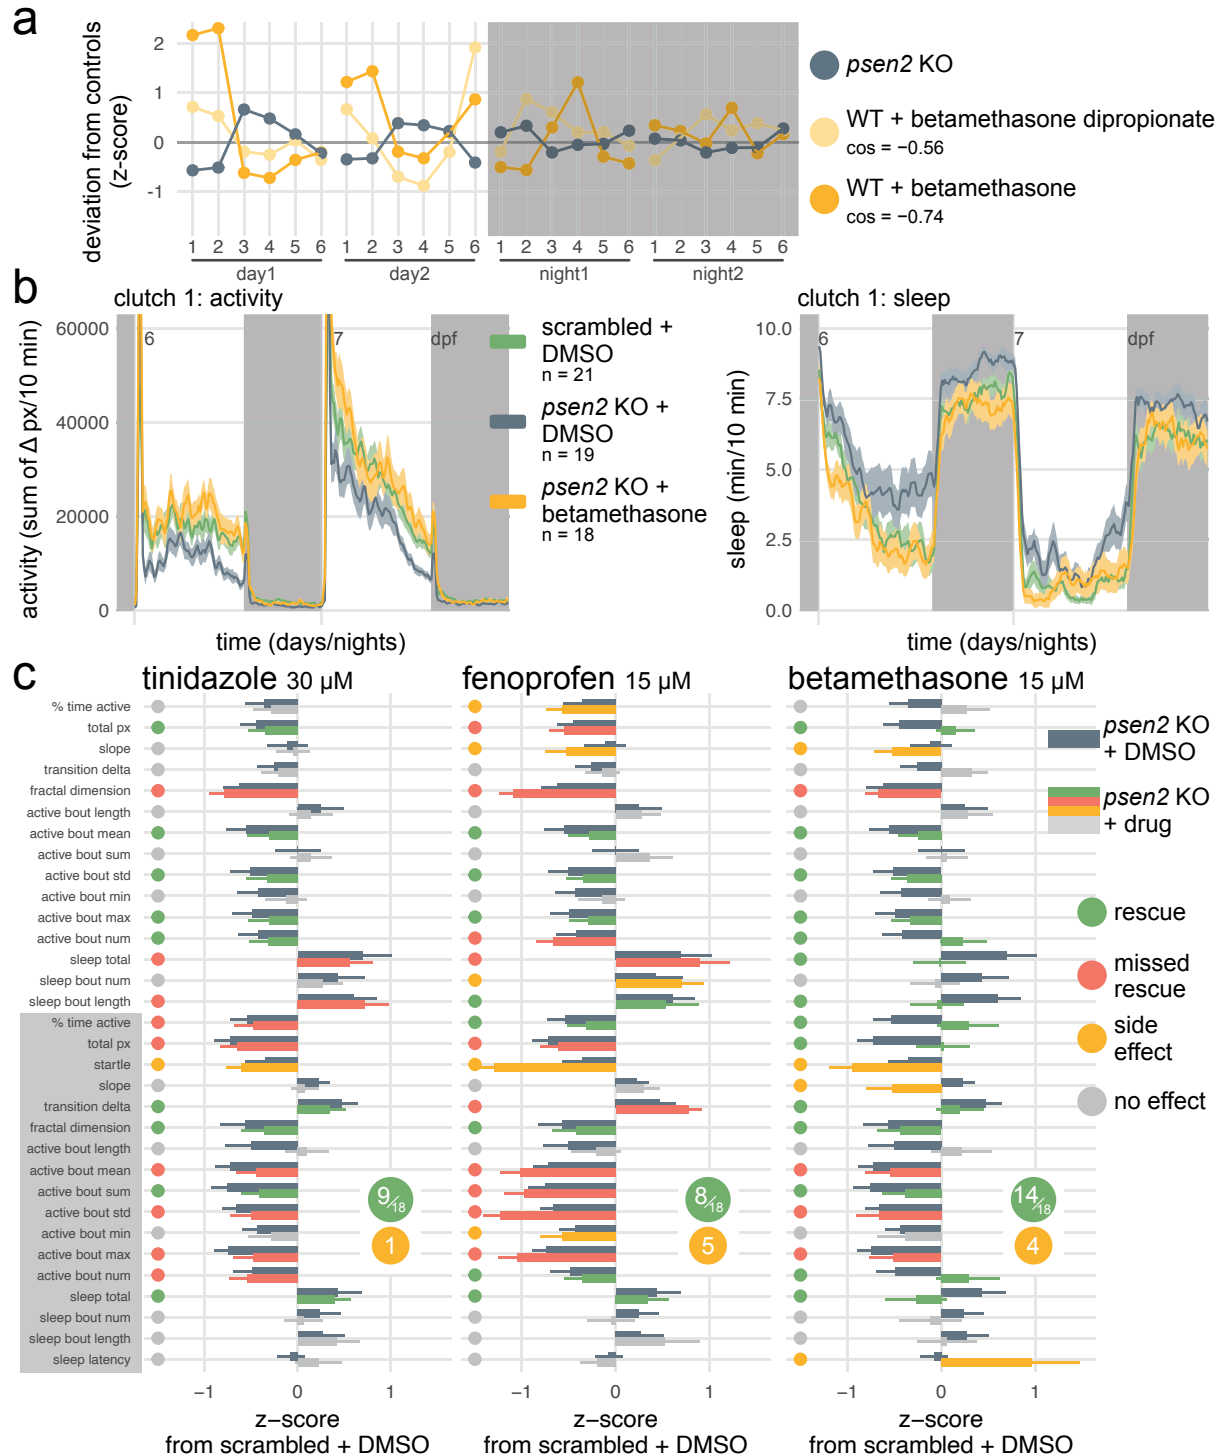 a
deviation from controls
(z-score)
2
1
0
-1
1 2 3 4 5 6 1 2 3 4 5 6 1 2 3 4 5 6 1 2 3 4 5 6
day1 day2 night1 night2
psen2 KO
WT + betamethasone dipropionate
cos = −0.56
WT + betamethasone
cos = −0.74
b
clutch 1: activity
activity (sum of Δ px/10 min)
60000
40000
20000
0
6 7 dpf
time (days/nights)
scrambled +
DMSO
n = 21
psen2 KO +
DMSO
n = 19
psen2 KO +
betamethasone
n = 18
clutch 1: sleep
sleep (min/10 min)
10.0
7.5
5.0
2.5
0.0
6 7 dpf
time (days/nights)
c
tinidazole 30 μM
fenoprofen 15 μM
betamethasone 15 μM
% time active
total px
slope
transition delta
fractal dimension
active bout length
active bout mean
active bout sum
active bout std
active bout min
active bout max
active bout num
sleep total
sleep bout num
sleep bout length
% time active
total px
startle
slope
transition delta
fractal dimension
active bout length
active bout mean
active bout sum
active bout std
active bout min
active bout max
active bout num
sleep total
sleep bout num
sleep bout length
sleep latency
9/18
1
8/18
5
14/18
4
−1 0 1
z−score
from scrambled + DMSO
−1 0 1
z−score
from scrambled + DMSO
−1 0 1
z−score
from scrambled + DMSO
psen2 KO
+ DMSO
psen2 KO
+ drug
rescue
missed
rescue
side
effect
no effect